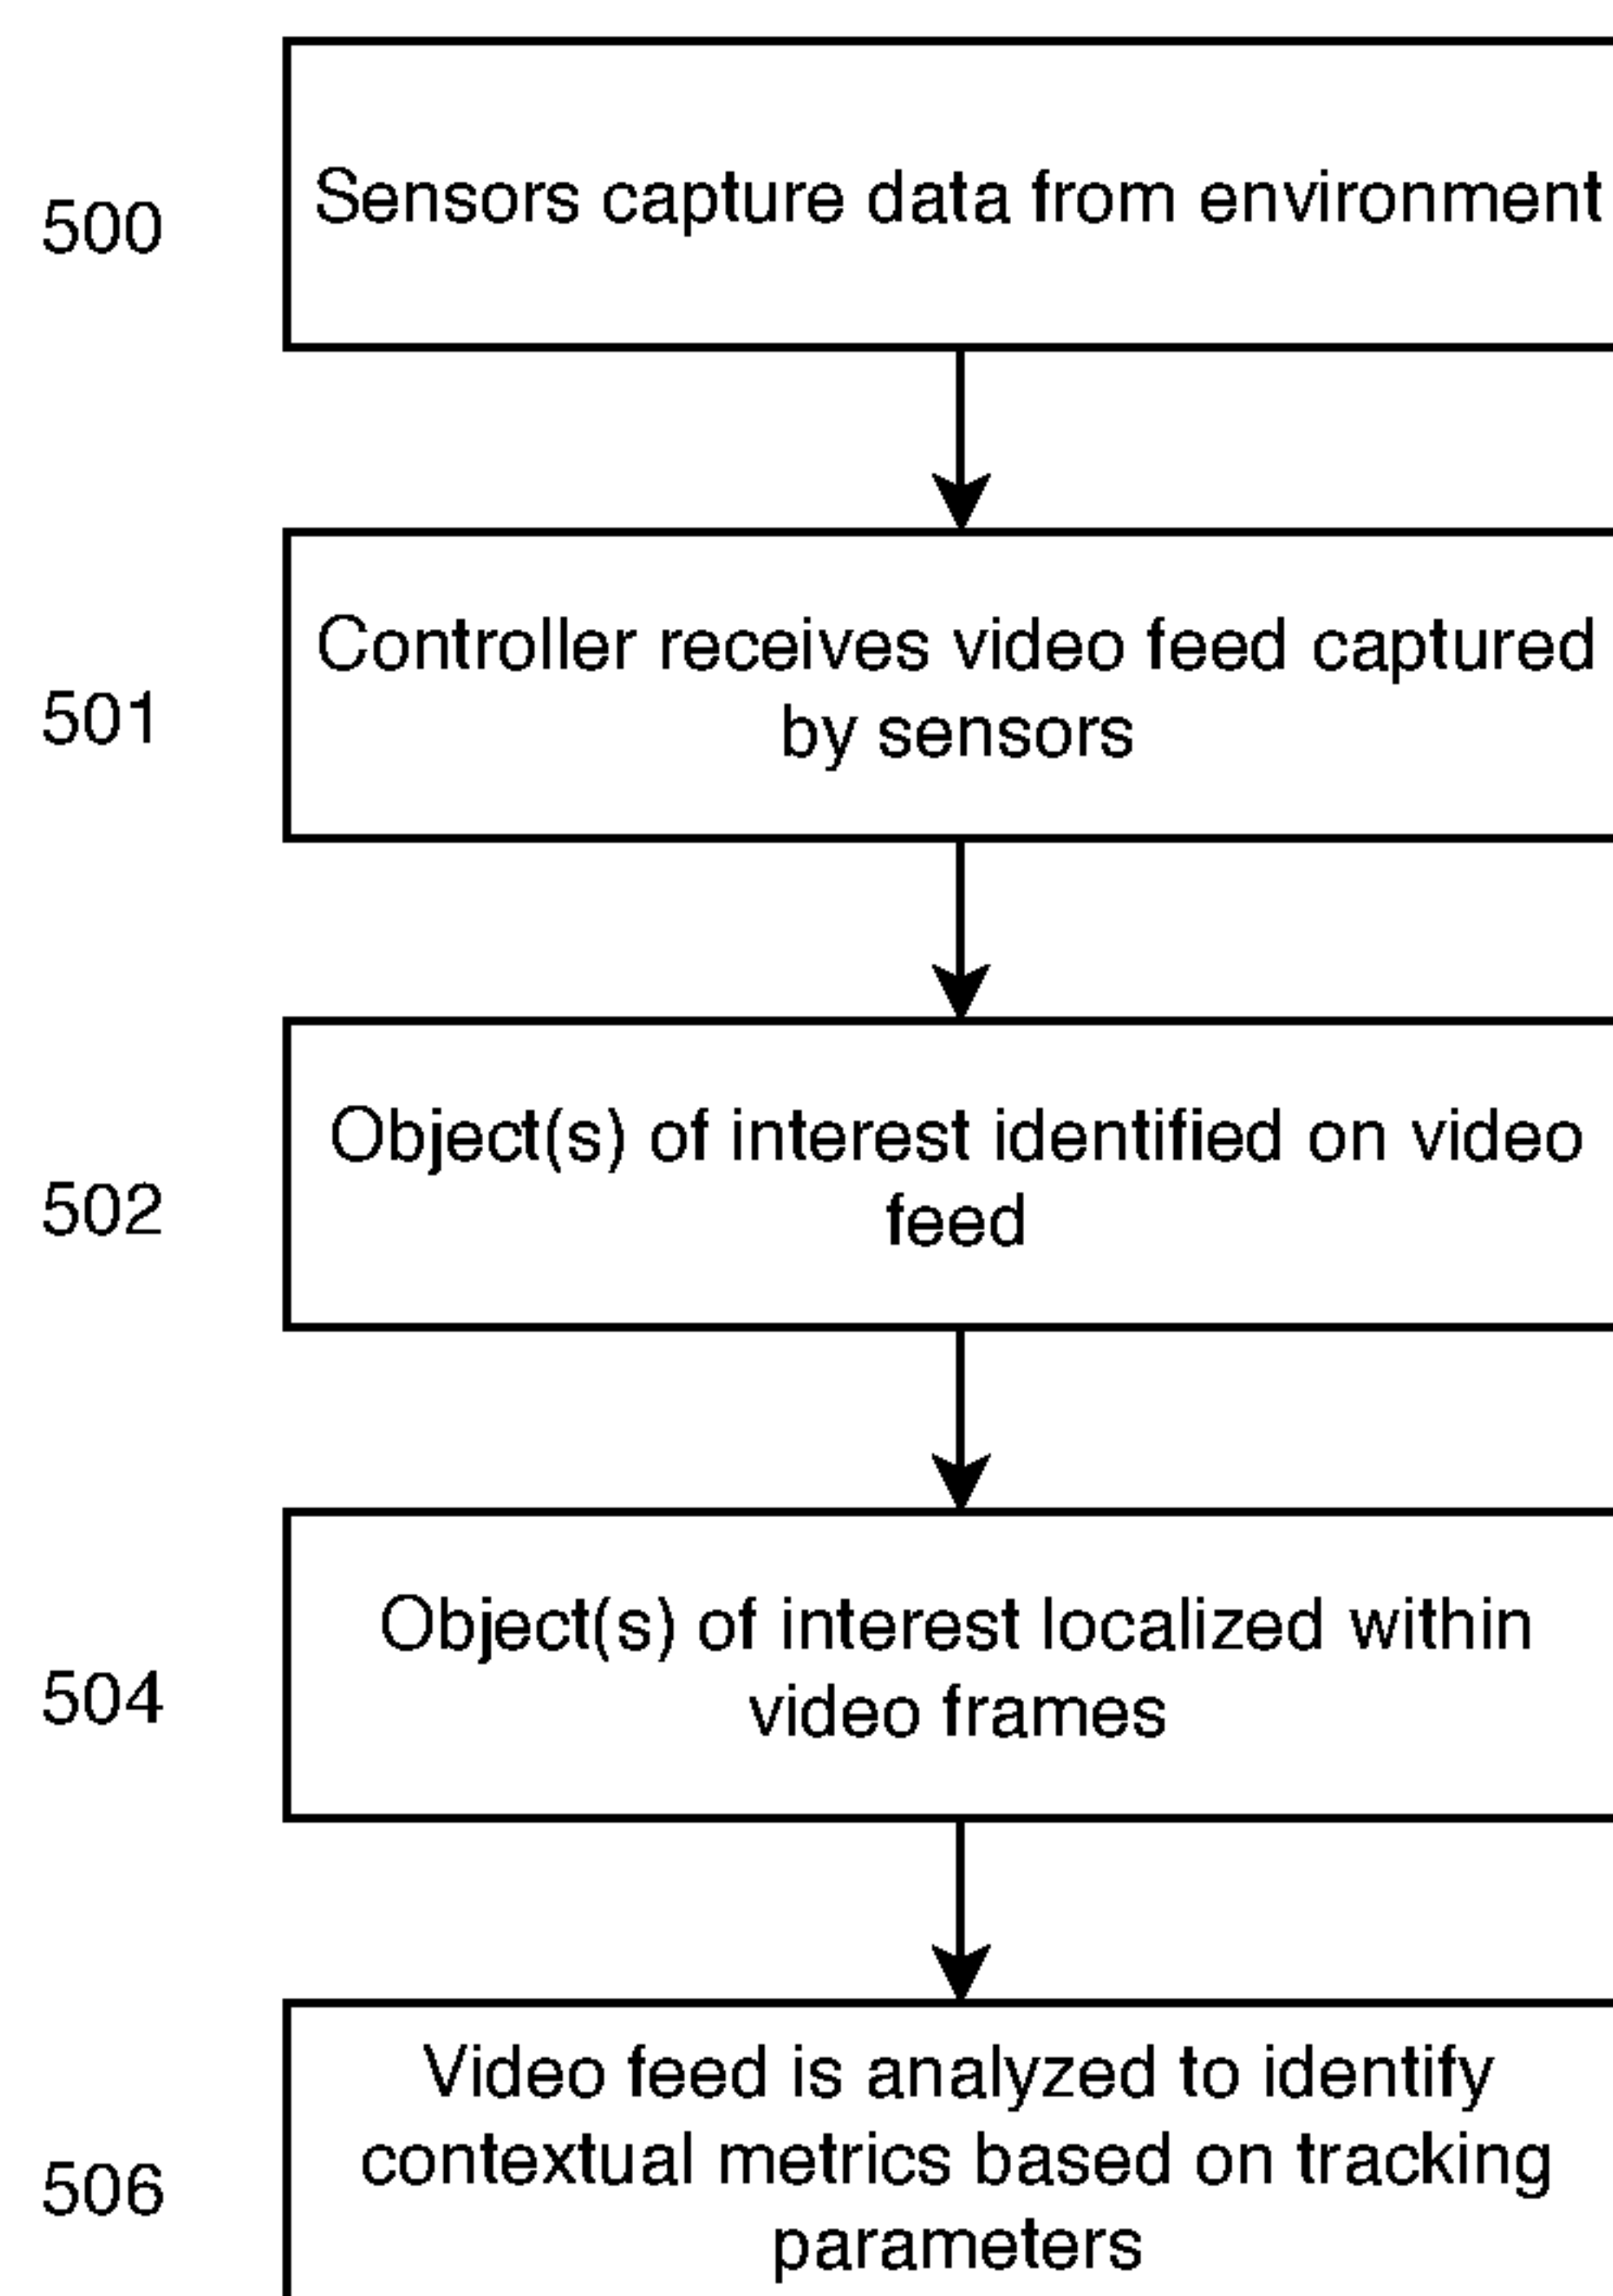 500
Sensors capture data from environment
501
Controller receives video feed captured
by sensors
502
Object(s) of interest identified on video
feed
504
Object(s) of interest localized within
video frames
506
Video feed is analyzed to identify
contextual metrics based on tracking
parameters